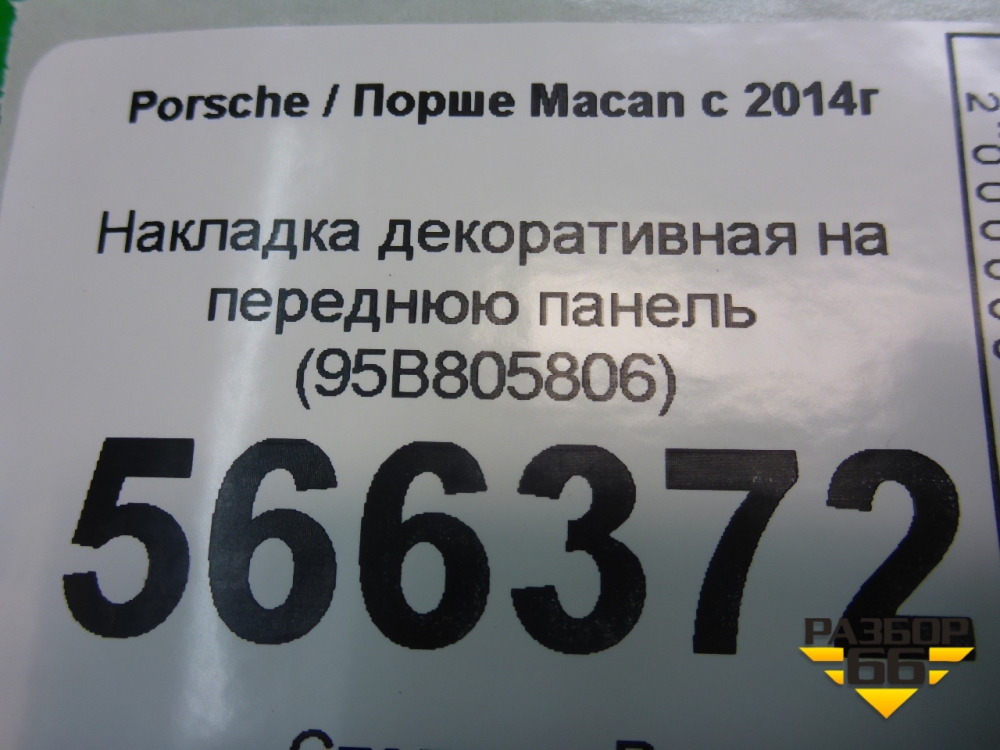 Porsche / Порше Macan с 2014г
Накладка декоративная на
переднюю панель
(95B805806)
566372
РАЗБОР
66